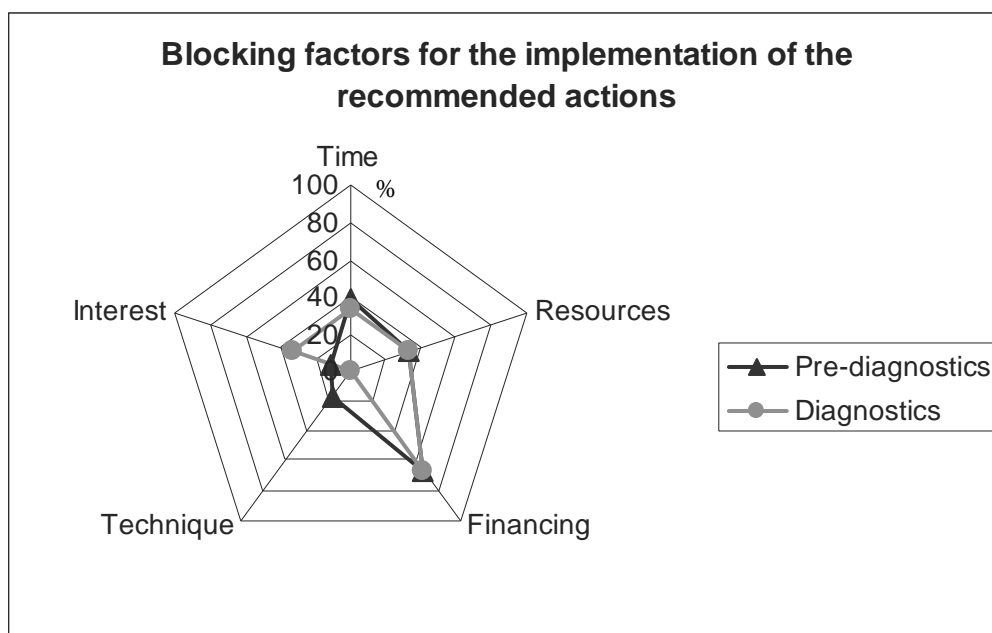 Blocking factors for the implementation of the
recommended actions
Time
100 %
80
60
40
20
0
Interest
Resources
Technique
Financing
Pre-diagnostics
Diagnostics